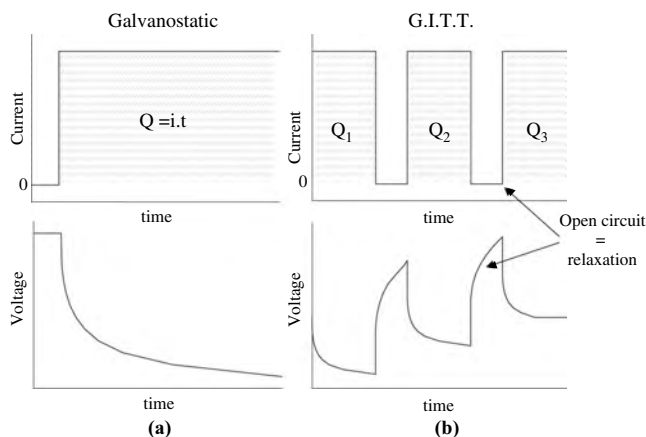 Galvanostatic
G.I.T.T.
Current
Q =i.t
0
time
Current
Q1
Q2
Q3
0
time
Open circuit
=
relaxation
Voltage
time
(a)
Voltage
time
(b)